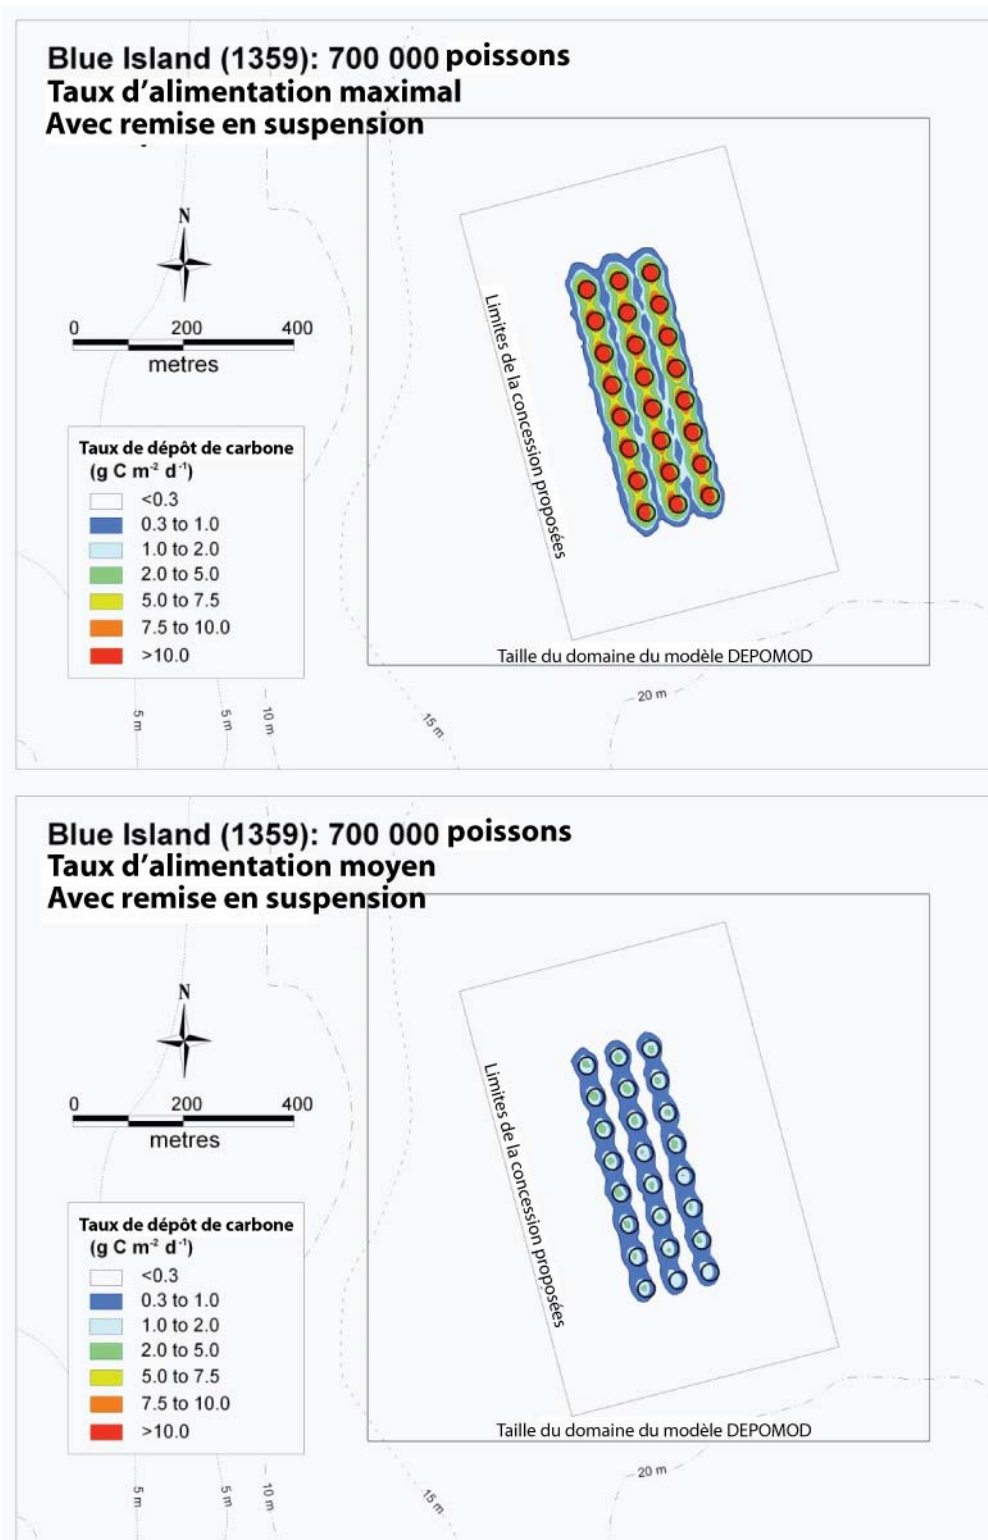 Blue Island (1359): 700 000 poissons
Taux d’alimentation maximal
Avec remise en suspension
N
0 200 400
metres
Taux de dépôt de carbone
(g C m⁻² d⁻¹)
<0.3
0.3 to 1.0
1.0 to 2.0
2.0 to 5.0
5.0 to 7.5
7.5 to 10.0
>10.0
Limites de la concession proposées
Taille du domaine du modèle DEPOMOD
5 m
5 m
10 m
15 m
20 m
Blue Island (1359): 700 000 poissons
Taux d’alimentation moyen
Avec remise en suspension
N
0 200 400
metres
Taux de dépôt de carbone
(g C m⁻² d⁻¹)
<0.3
0.3 to 1.0
1.0 to 2.0
2.0 to 5.0
5.0 to 7.5
7.5 to 10.0
>10.0
Limites de la concession proposées
Taille du domaine du modèle DEPOMOD
5 m
5 m
10 m
15 m
20 m